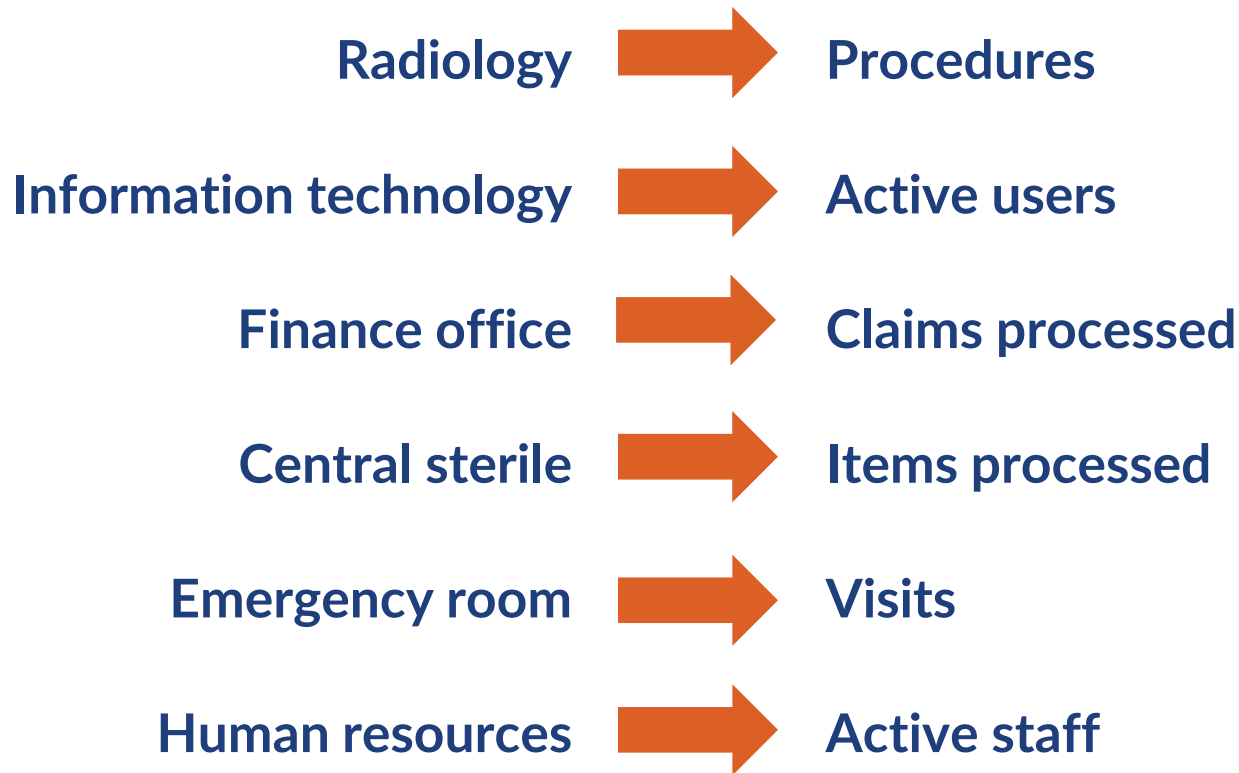 Radiology Procedures
Information technology Active users
Finance office Claims processed
Central sterile Items processed
Emergency room Visits
Human resources Active staff